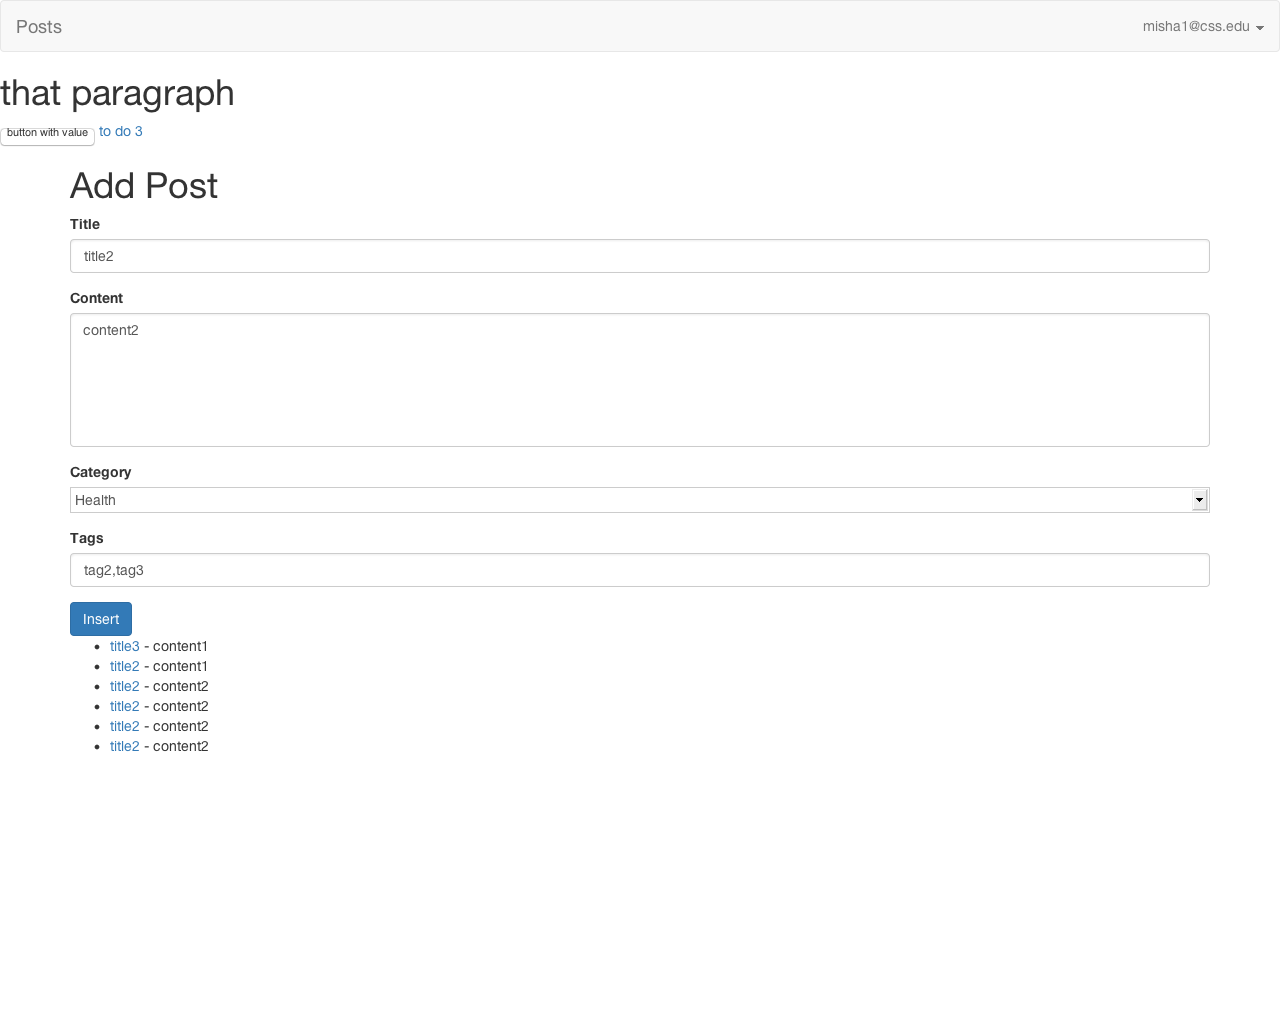 Posts misha1@css.edu
that paragraph
button with value to do 3
Add Post
Title
title2
Content
content2
Category
Health
Tags
tag2,tag3
Insert
title3 - content1
title2 - content1
title2 - content2
title2 - content2
title2 - content2
title2 - content2